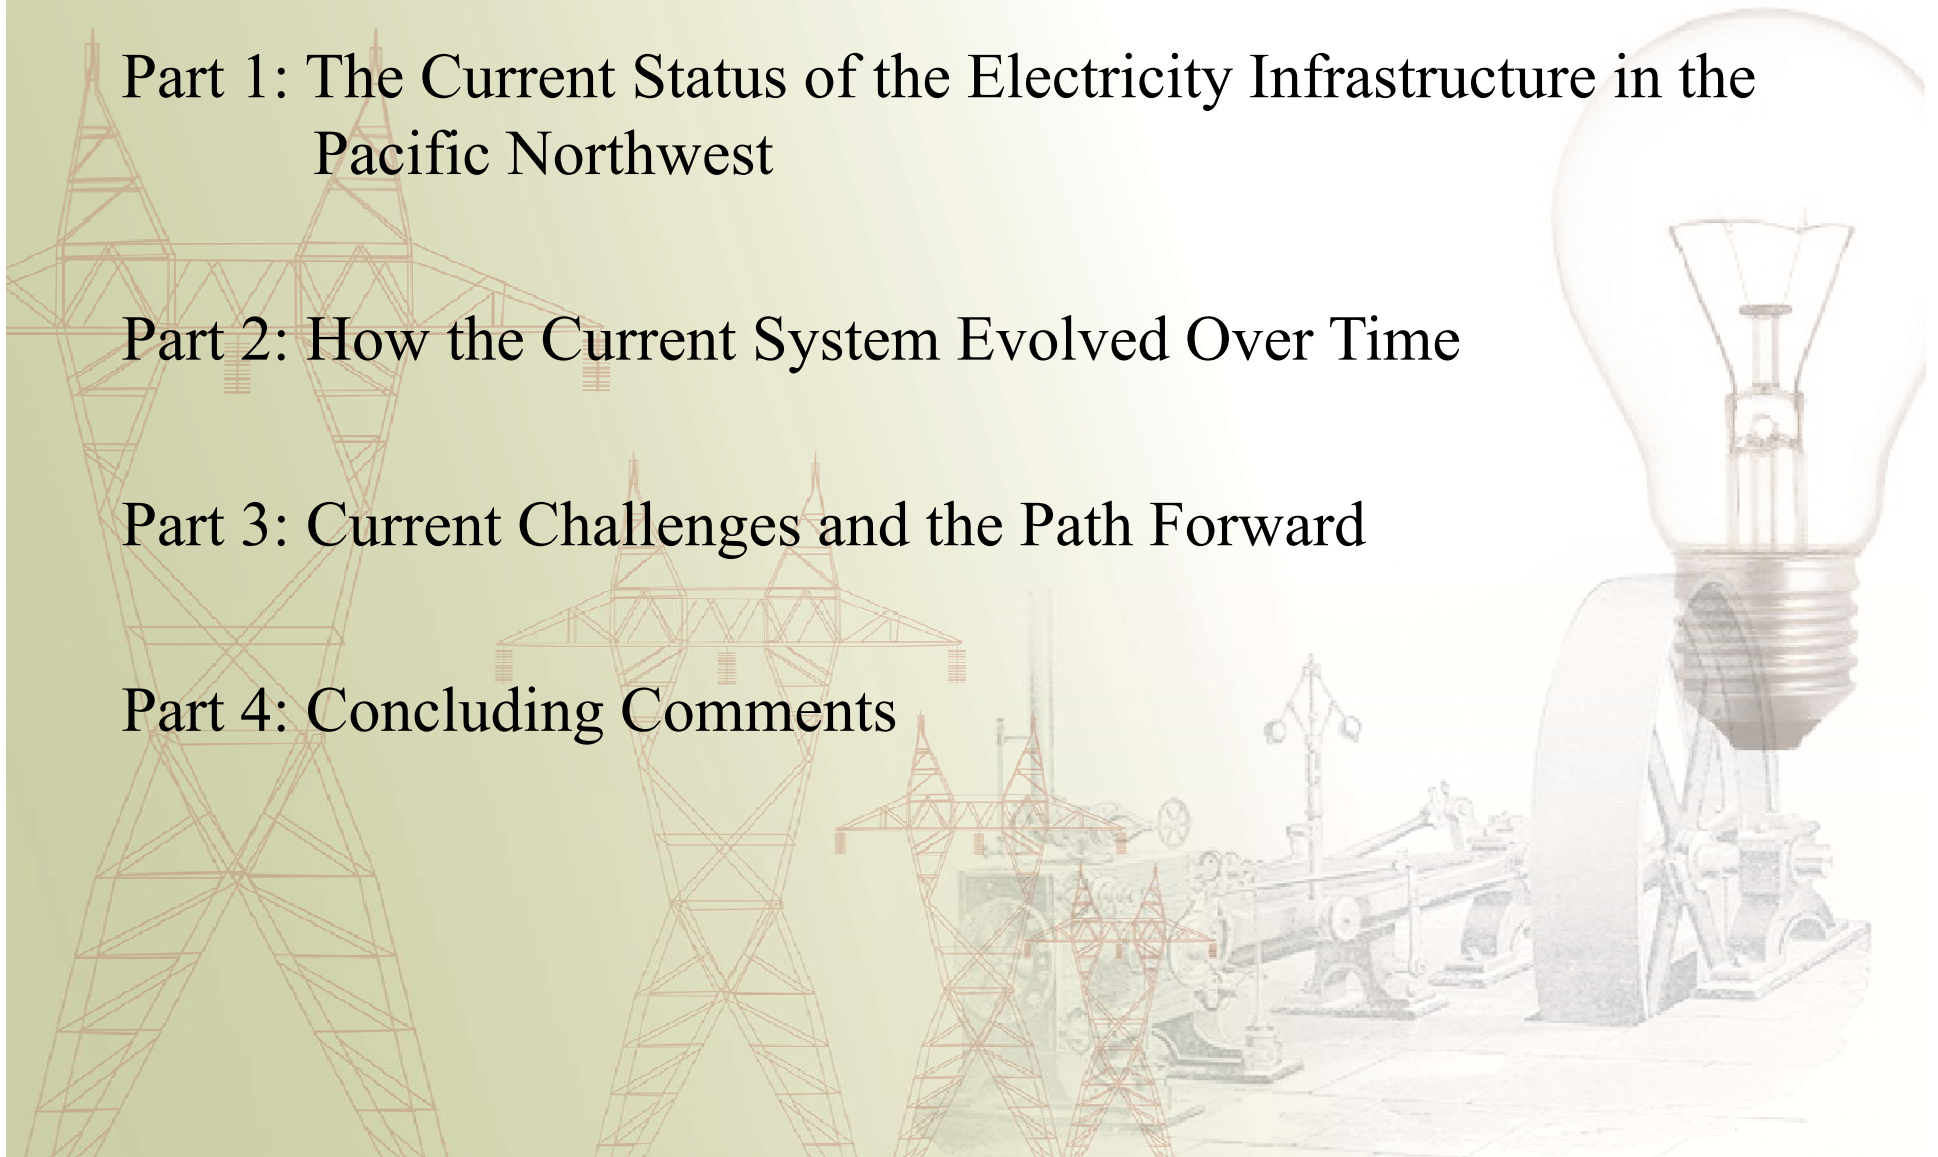 Part 1: The Current Status of the Electricity Infrastructure in the
Pacific Northwest
Part 2: How the Current System Evolved Over Time
Part 3: Current Challenges and the Path Forward
Part 4: Concluding Comments